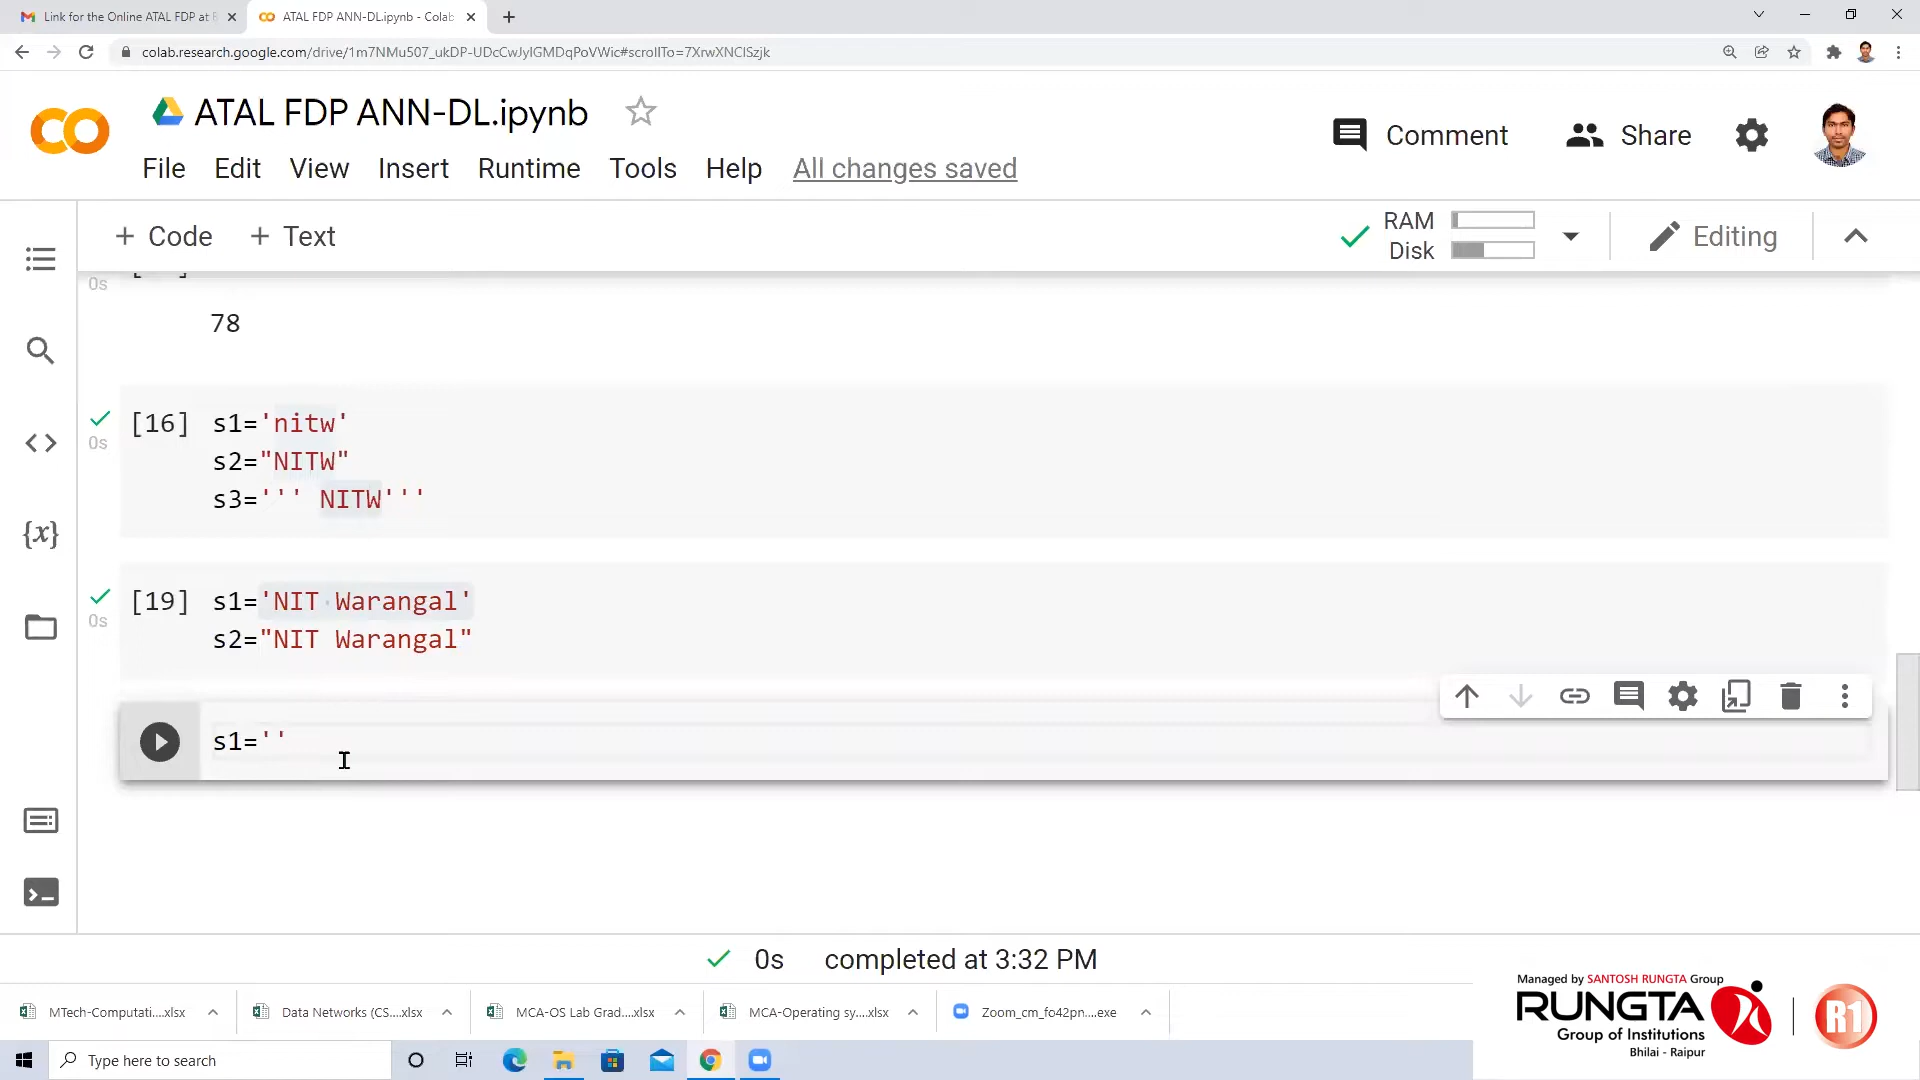 Link for the Online ATAL FDP at
ATAL FDP ANN-DL.ipynb - Colab
colab.research.google.com/drive/1m7NMu507_ukDP-UDcCwJyIGMDqPoVWic#scrollTo=7XrwXNClSzjk
ATAL FDP ANN-DL.ipynb
Comment
Share
File Edit View Insert Runtime Tools Help All changes saved
+ Code + Text
RAM
Disk
Editing
0s
78
[16] s1='nitw'
0s
s2="NITW"
s3=''' NITW'''
[19] s1='NIT Warangal'
0s
s2="NIT Warangal"
s1=''
{x}
0s completed at 3:32 PM
MTech-Computati....xlsx
Data Networks (CS....xlsx
MCA-OS Lab Grad....xlsx
MCA-Operating sy....xlsx
Zoom_cm_fo42pn....exe
Managed by SANTOSH RUNGTA Group
RUNGTA
Group of Institutions
Bhilai - Raipur
R1
Type here to search